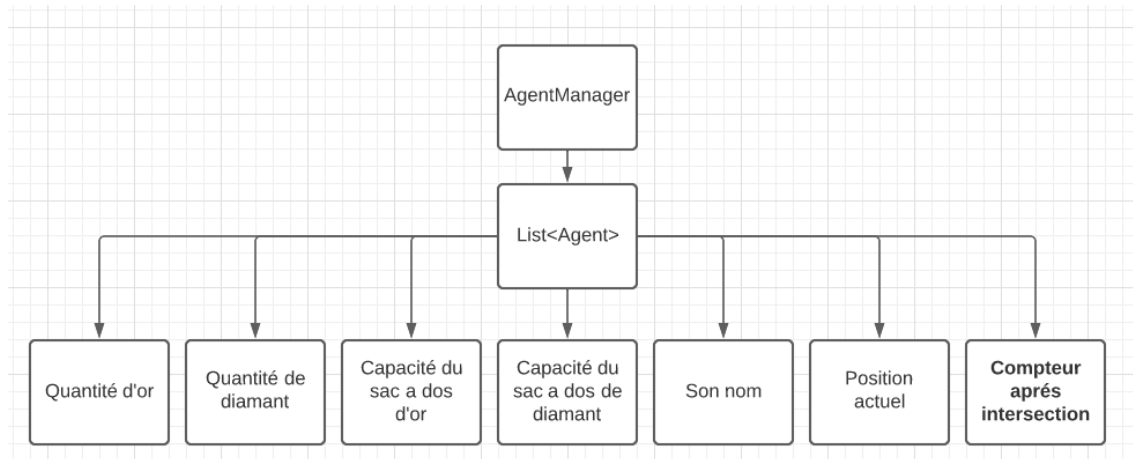 AgentManager
List<Agent>
Quantité d'or
Quantité de
diamant
Capacité du
sac a dos
d'or
Capacité du
sac a dos de
diamant
Son nom
Position
actuel
Compteur
aprés
intersection